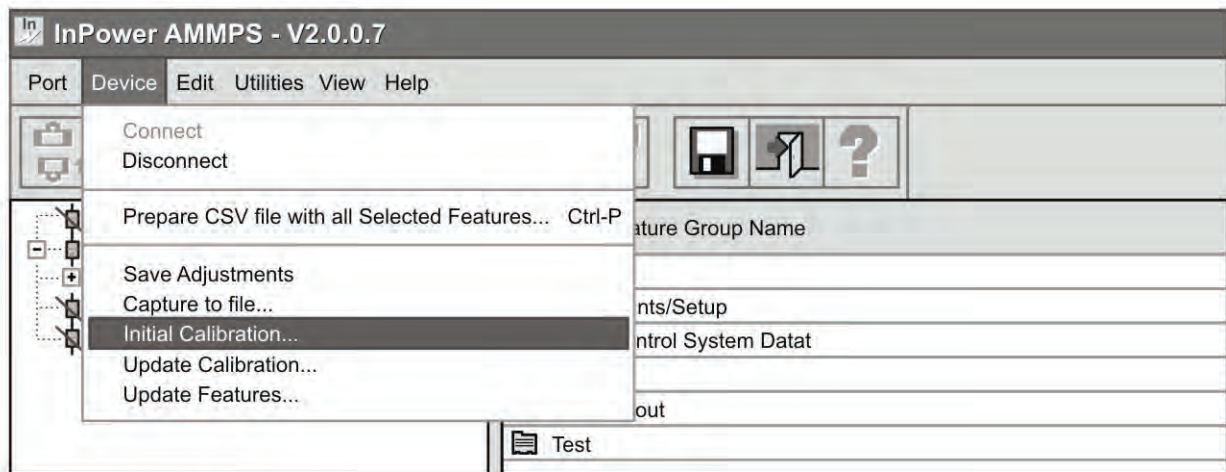 In
InPower AMMPS - V2.0.0.7
Port Device Edit Utilities View Help
Connect
Disconnect
Prepare CSV file with all Selected Features... Ctrl-P
Save Adjustments
Capture to file...
Initial Calibration...
Update Calibration...
Update Features...
?
ature Group Name
nts/Setup
ntrol System Datat
out
Test